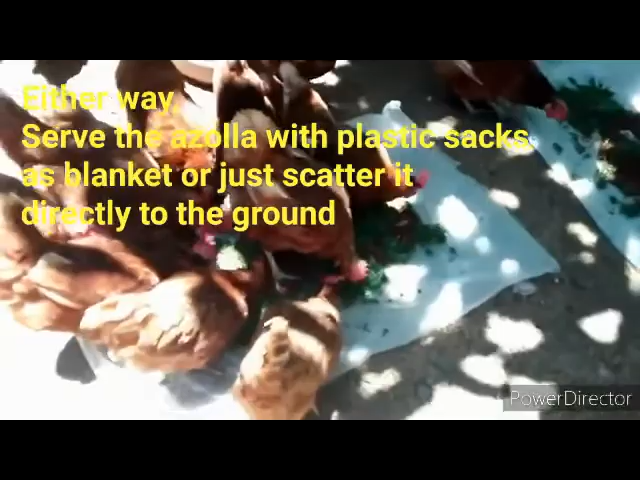 Either way,
Serve the azolla with plastic sacks
as blanket or just scatter it
directly to the ground
PowerDirector